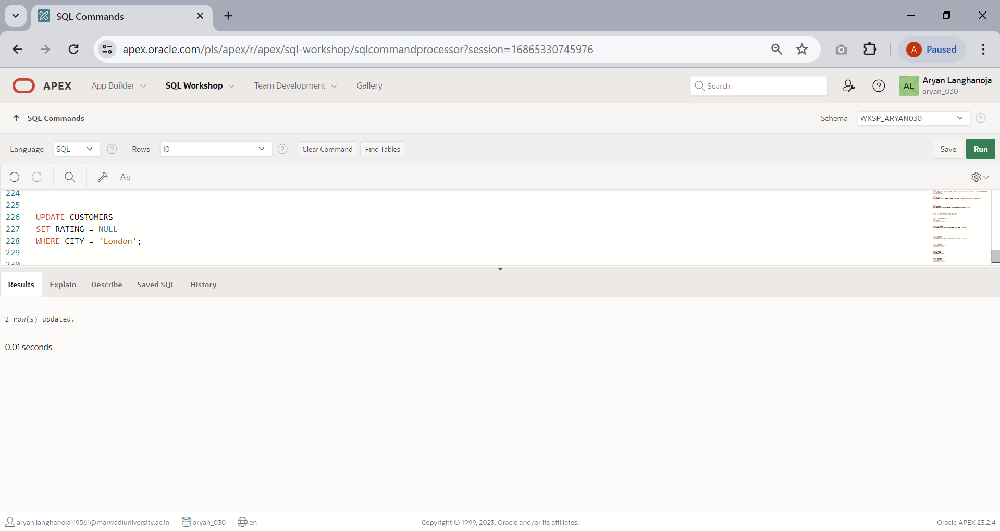 SQL Commands
apex.oracle.com/pls/apex/r/apex/sql-workshop/sqlcommandprocessor?session=16865330745976
A Paused
APEX App Builder SQL Workshop Team Development Gallery Search AL Aryan Langhanoja
aryan_030
SQL Commands Schema WKSP_ARYAN030
Language SQL Rows 10 Clear Command Find Tables Save Run
224
225
226 UPDATE CUSTOMERS
227 SET RATING = NULL
228 WHERE CITY = 'London';
229
230
Results Explain Describe Saved SQL History
2 row(s) updated.
0.01 seconds
aryan.langhanoja119561@marwadiuniversity.ac.in aryan_030 en Copyright © 1999, 2023, Oracle and/or its affiliates. Oracle APEX 23.2.4